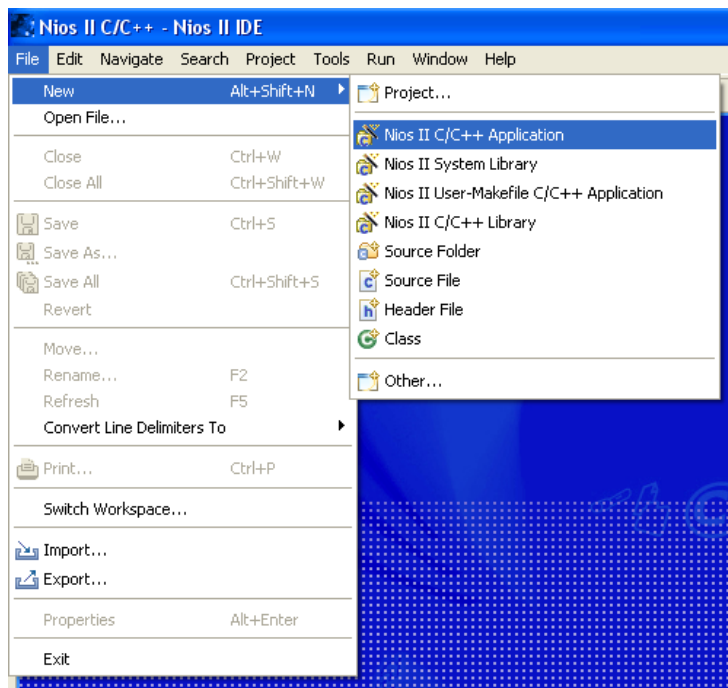 Nios II C/C++ - Nios II IDE
File Edit Navigate Search Project Tools Run Window Help
New Alt+Shift+N
Open File...
Close Ctrl+W
Close All Ctrl+Shift+W
Save Ctrl+S
Save As...
Save All Ctrl+Shift+S
Revert
Move...
Rename... F2
Refresh F5
Convert Line Delimiters To
Print... Ctrl+P
Switch Workspace...
Import...
Export...
Properties Alt+Enter
Exit
Project...
Nios II C/C++ Application
Nios II System Library
Nios II User-Makefile C/C++ Application
Nios II C/C++ Library
Source Folder
Source File
Header File
Class
Other...